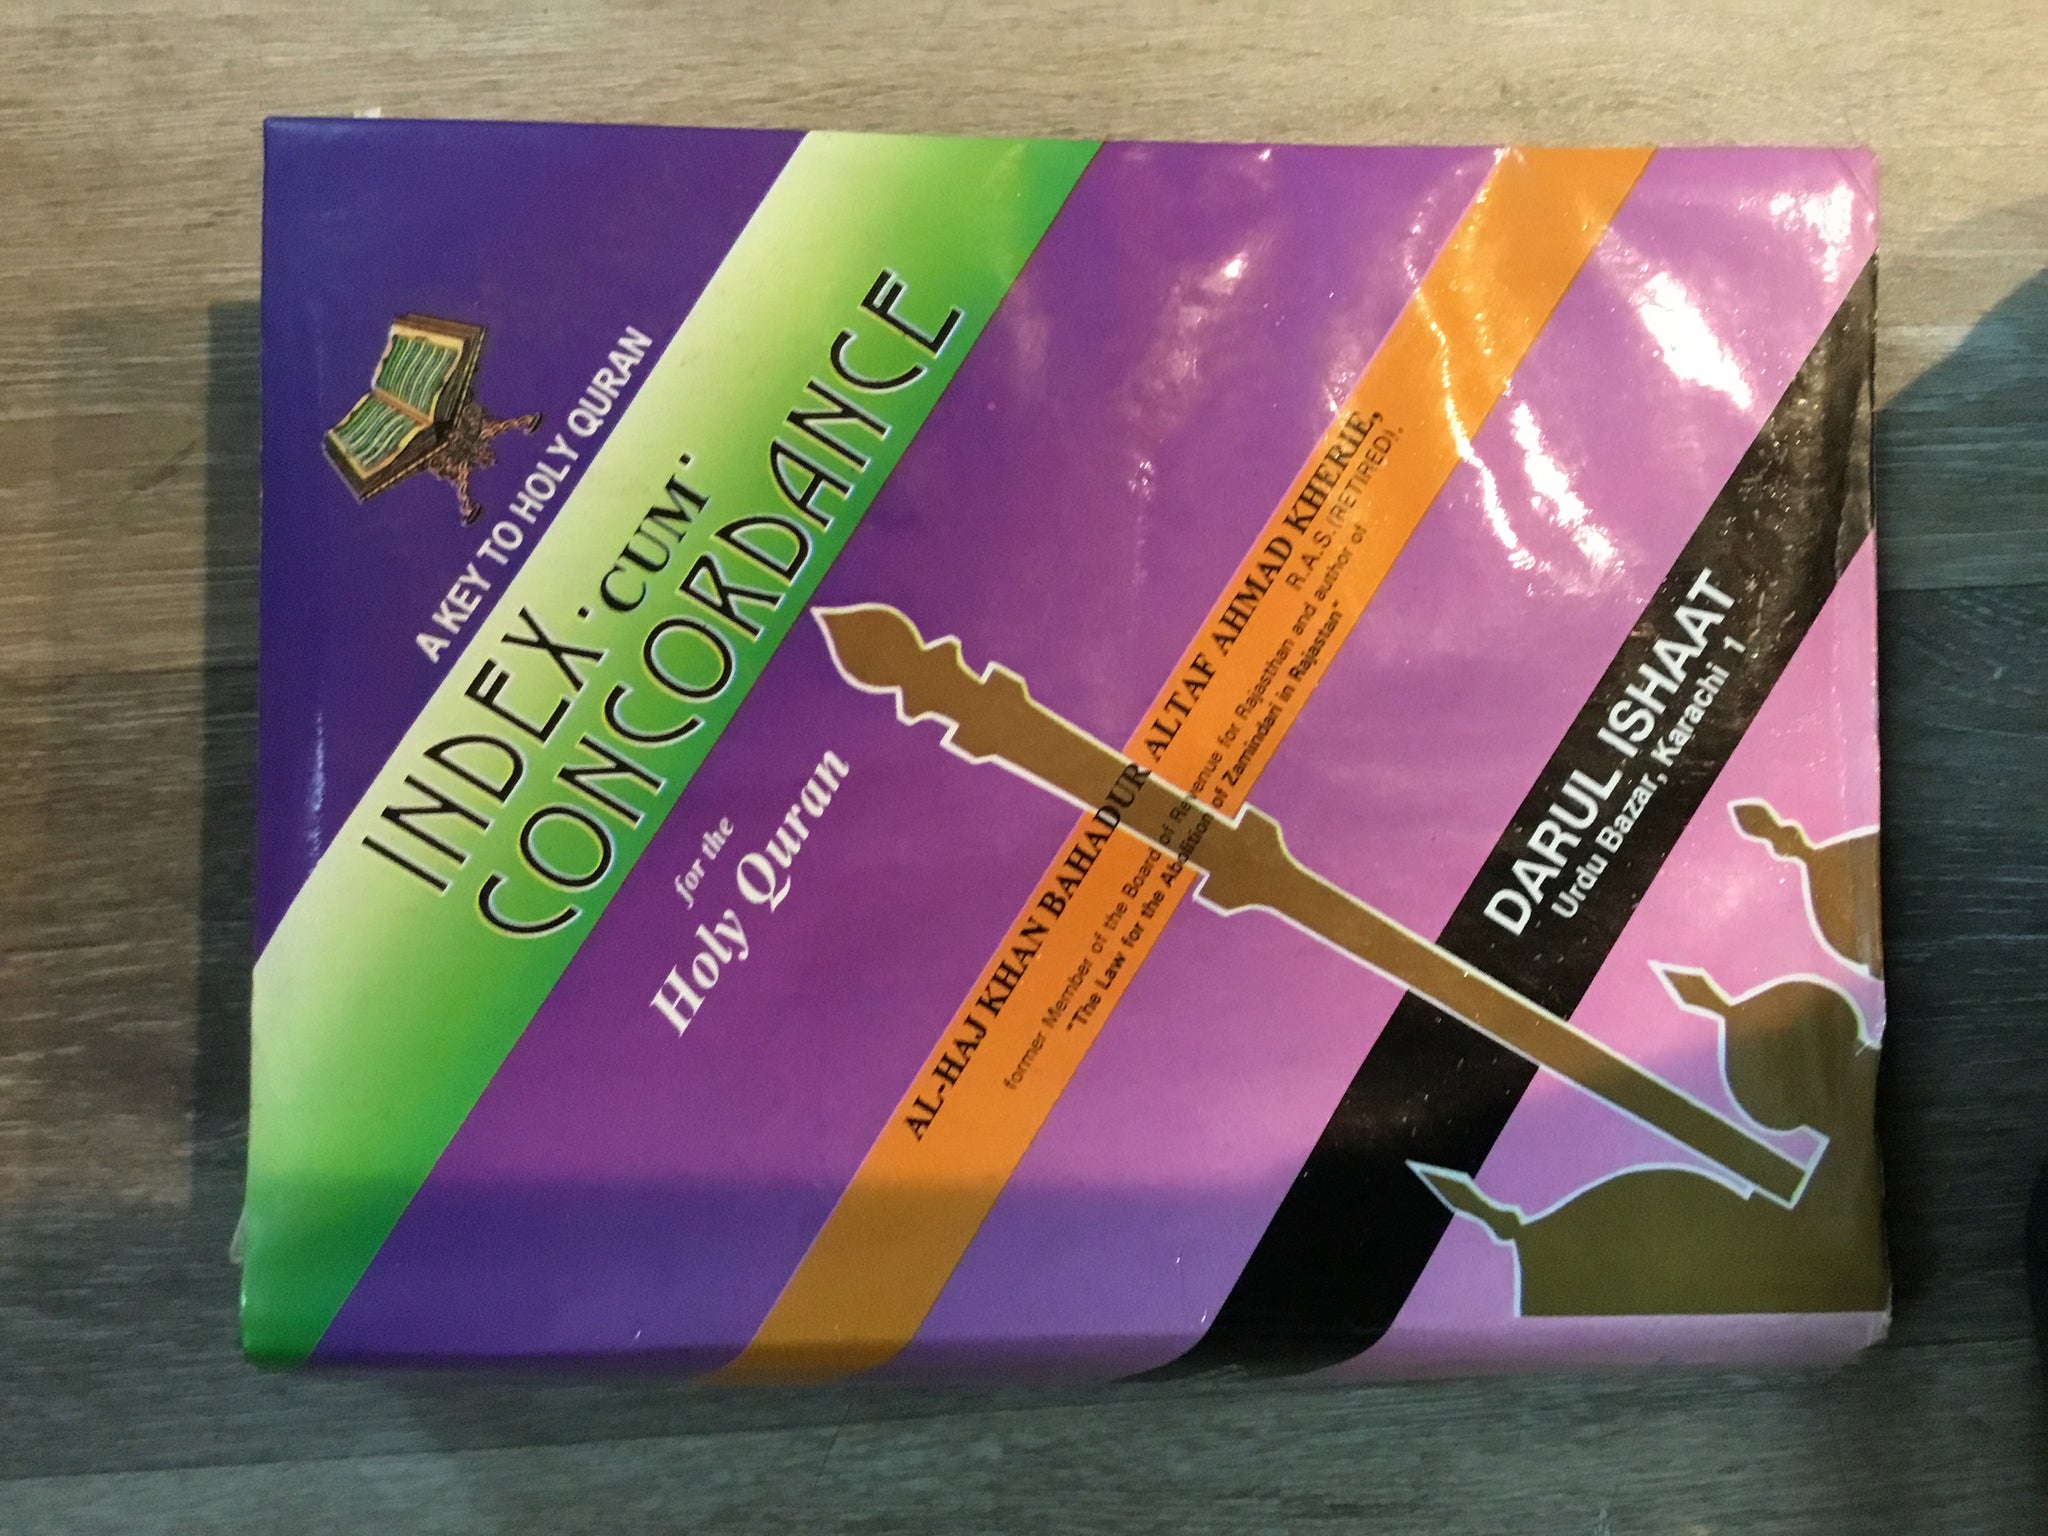 A KEY TO HOLY QURAN
INDEX·CUM·
CONCORDANCE
for the
Holy Quran
AL-HAJ KHAN BAHADUR ALTAF AHMAD KHERIE,
R.A.S. (RETIRED).
former Member of the Board of Revenue for Rajasthan and author of
"The Law for the Abolition of Zamindari in Rajastan"
DARUL ISHAAT
Urdu Bazar, Karachi 1